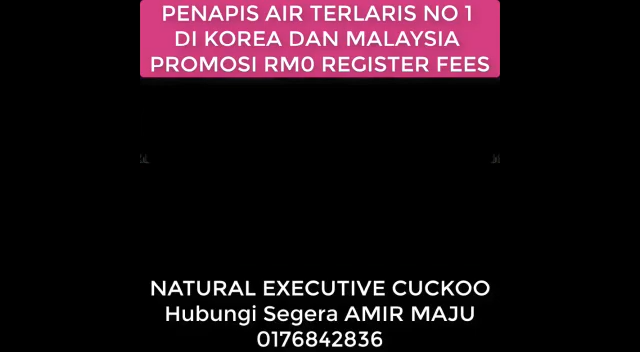 PENAPIS AIR TERLARIS NO 1
DI KOREA DAN MALAYSIA
PROMOSI RM0 REGISTER FEES
NATURAL EXECUTIVE CUCKOO
Hubungi Segera AMIR MAJU
0176842836